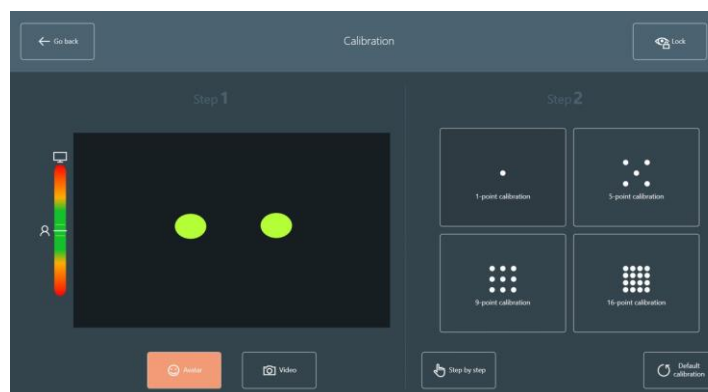 Go back
Calibration
Lock
Step 1
Step 2
1-point calibration
5-point calibration
9-point calibration
16-point calibration
Avatar
Video
Step by step
Default
calibration